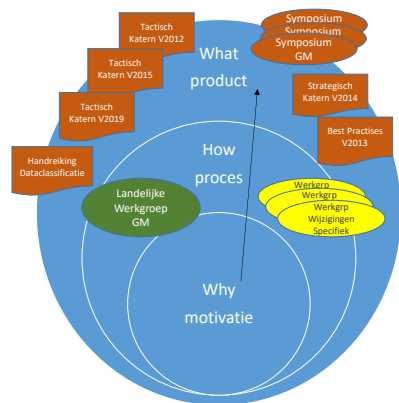 Tactisch
Katern V2012
Symposium
Symposium
Symposium
GM
What
product
Tactisch
Katern V2015
Strategisch
Katern V2014
Tactisch
Katern V2019
Best Practises
V2013
How
proces
Handreiking
Dataclassificatie
Landelijke
Werkgroep
GM
Werkgrp
Werkgrp
Werkgrp
Wijzigingen
Specifiek
Why
motivatie